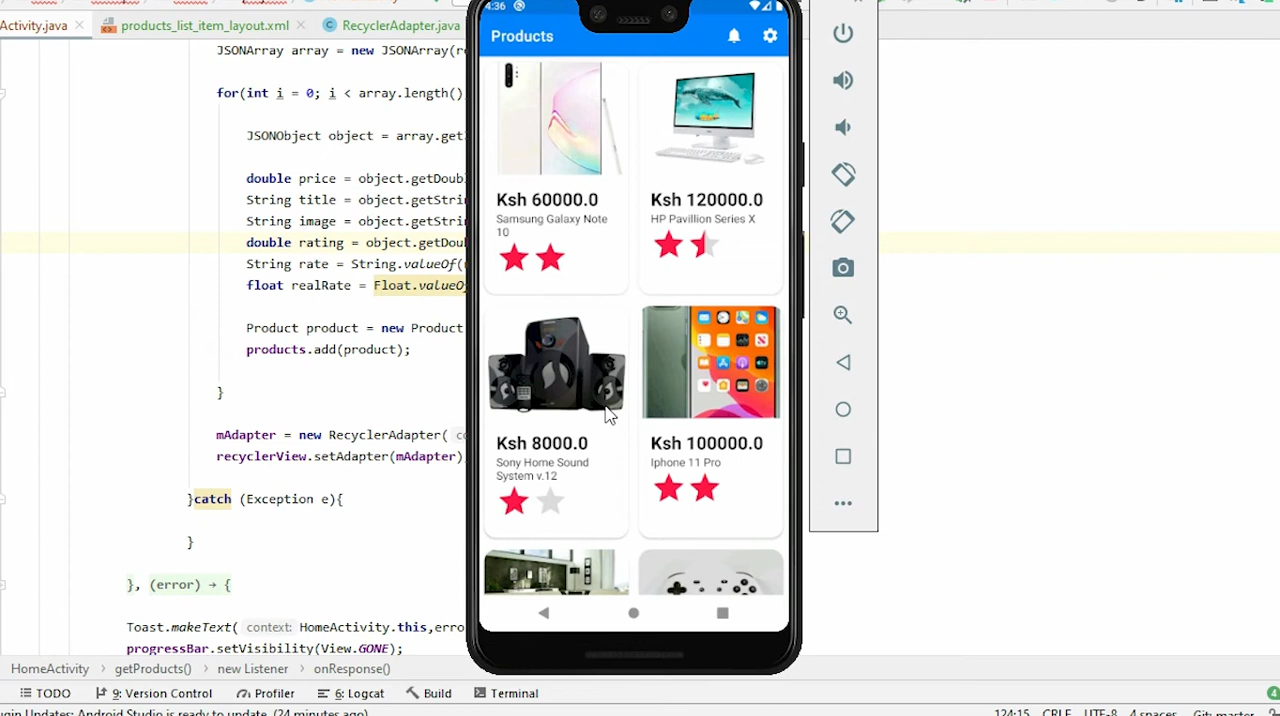 Activity.java
products_list_item_layout.xml
RecyclerAdapter.java
JSONArray array = new JSONArray(re
for(int i = 0; i < array.length()
JSONObject object = array.get
double price = object.getDoub
String title = object.getStri
String image = object.getStri
double rating = object.getDou
String rate = String.valueOf(
float realRate = Float.valueO
Product product = new Product
products.add(product);
}
mAdapter = new RecyclerAdapter( co
recyclerView.setAdapter(mAdapter)
}catch (Exception e){
}
}, (error) → {
Toast.makeText( context: HomeActivity.this,error
progressBar.setVisibility(View.GONE);
4:36
Products
Ksh 60000.0
Samsung Galaxy Note
10
Ksh 120000.0
HP Pavillion Series X
Ksh 8000.0
Sony Home Sound
System v.12
Ksh 100000.0
Iphone 11 Pro
HomeActivity
getProducts()
new Listener
onResponse()
TODO
9: Version Control
Profiler
6: Logcat
Build
Terminal
4
ugin Updates: Android Studio is ready to update. (24 minutes ago)
124:15
CRLF
UTF-8
4 spaces
Git: master